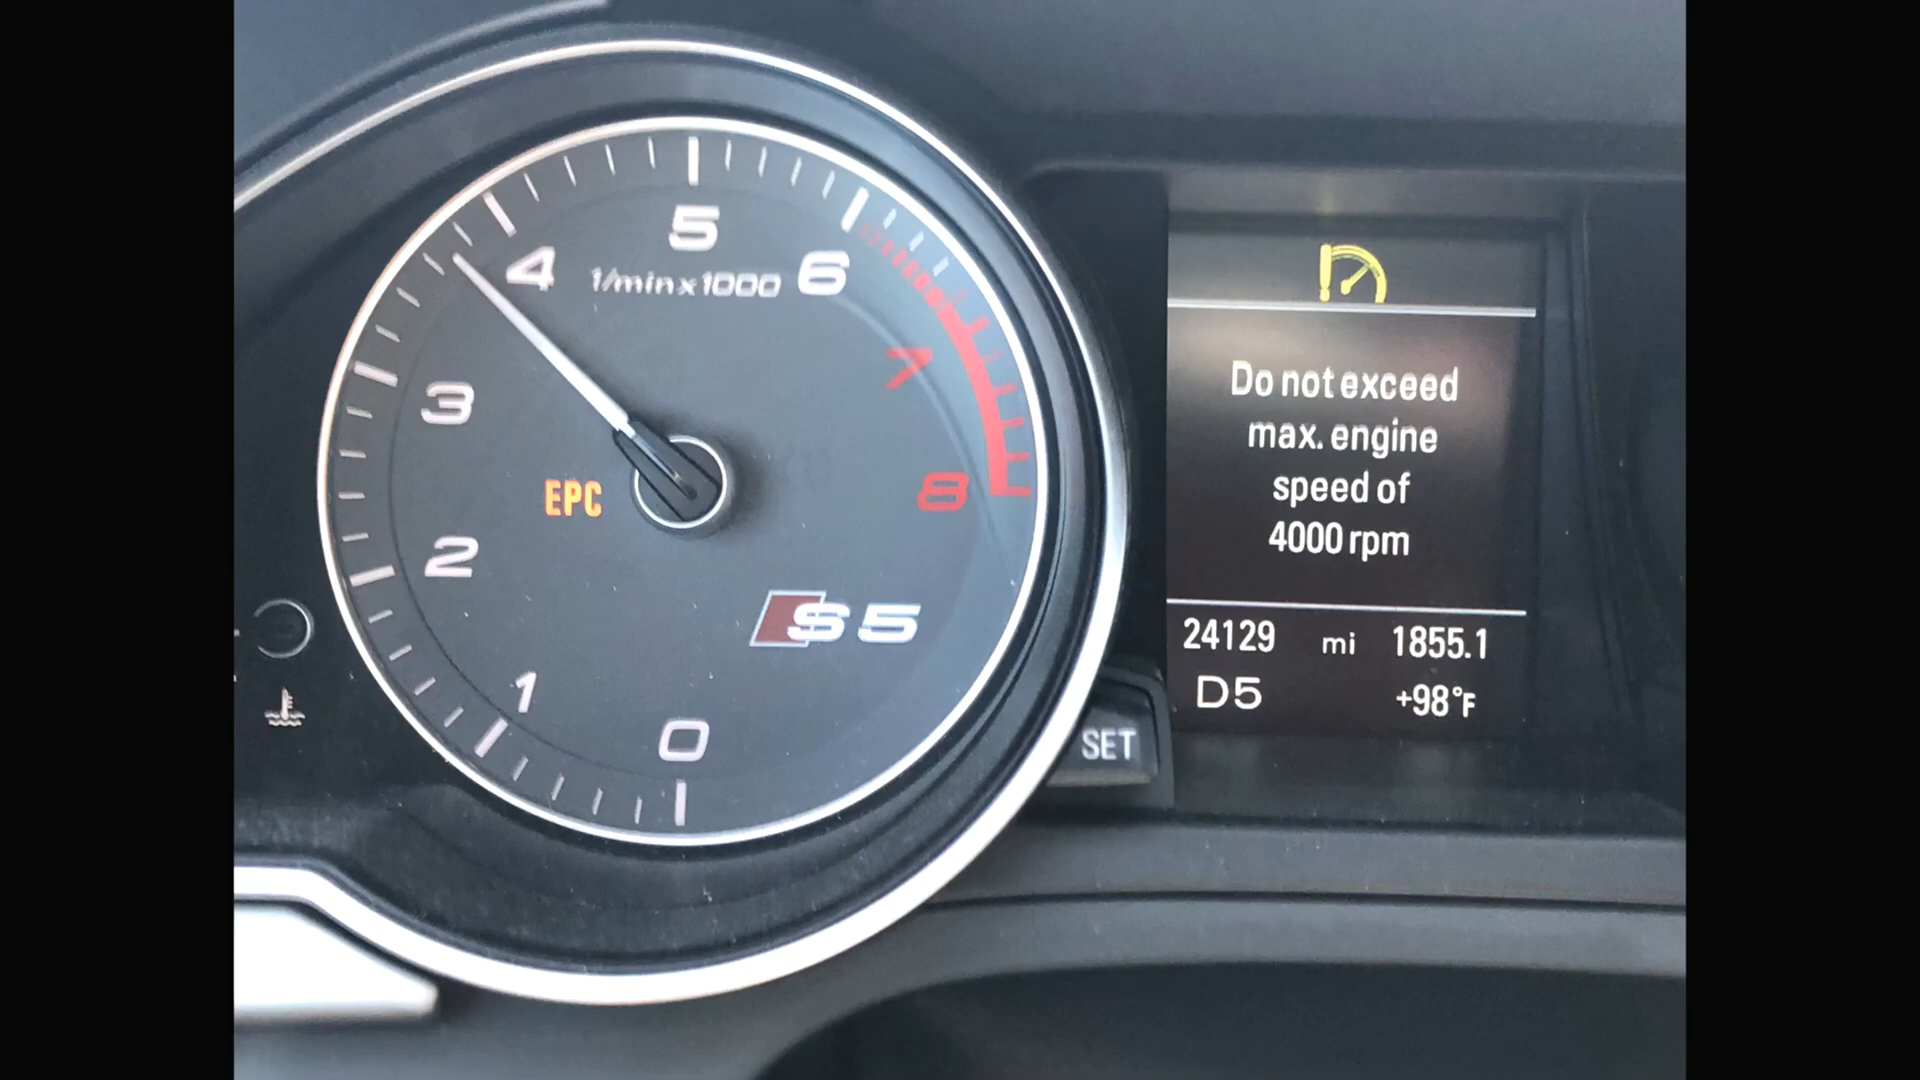 5
4
1/min x 1000
6
3
7
EPC
8
2
S5
1
0
Do not exceed
max. engine
speed of
4000 rpm
24129 mi 1855.1
D5 +98°F
SET